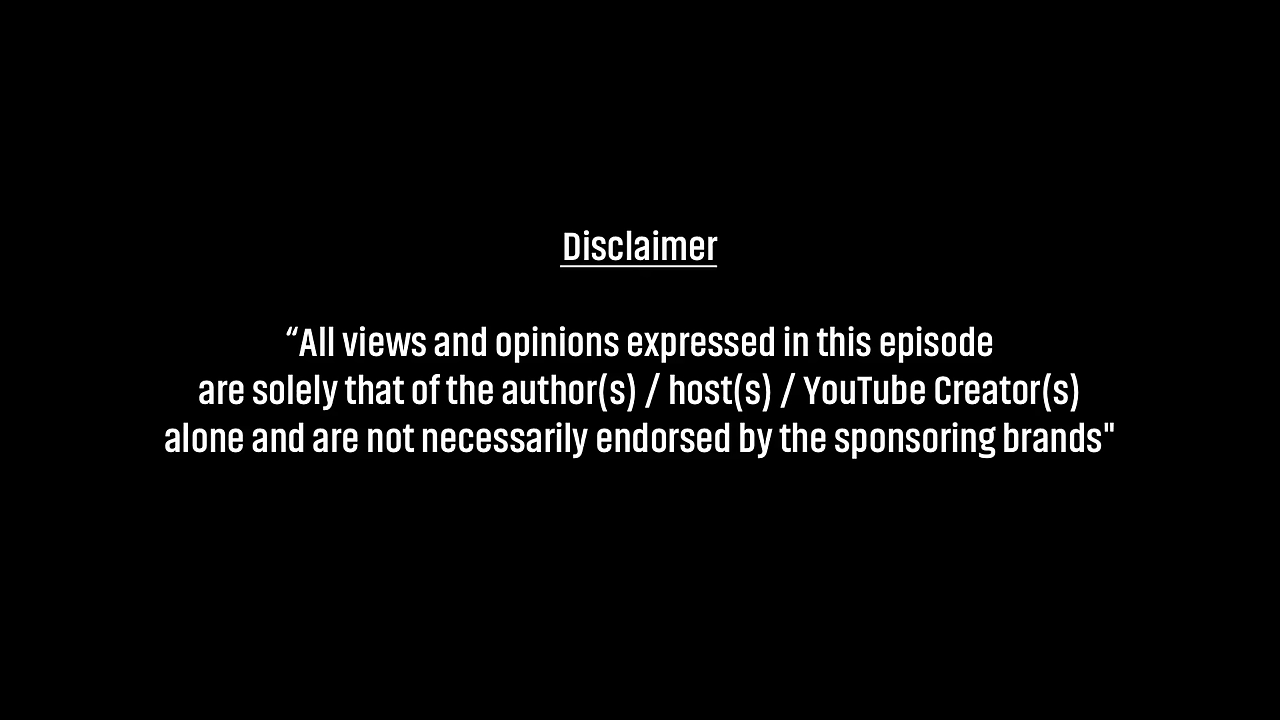 Disclaimer
“All views and opinions expressed in this episode
are solely that of the author(s) / host(s) / YouTube Creator(s)
alone and are not necessarily endorsed by the sponsoring brands"